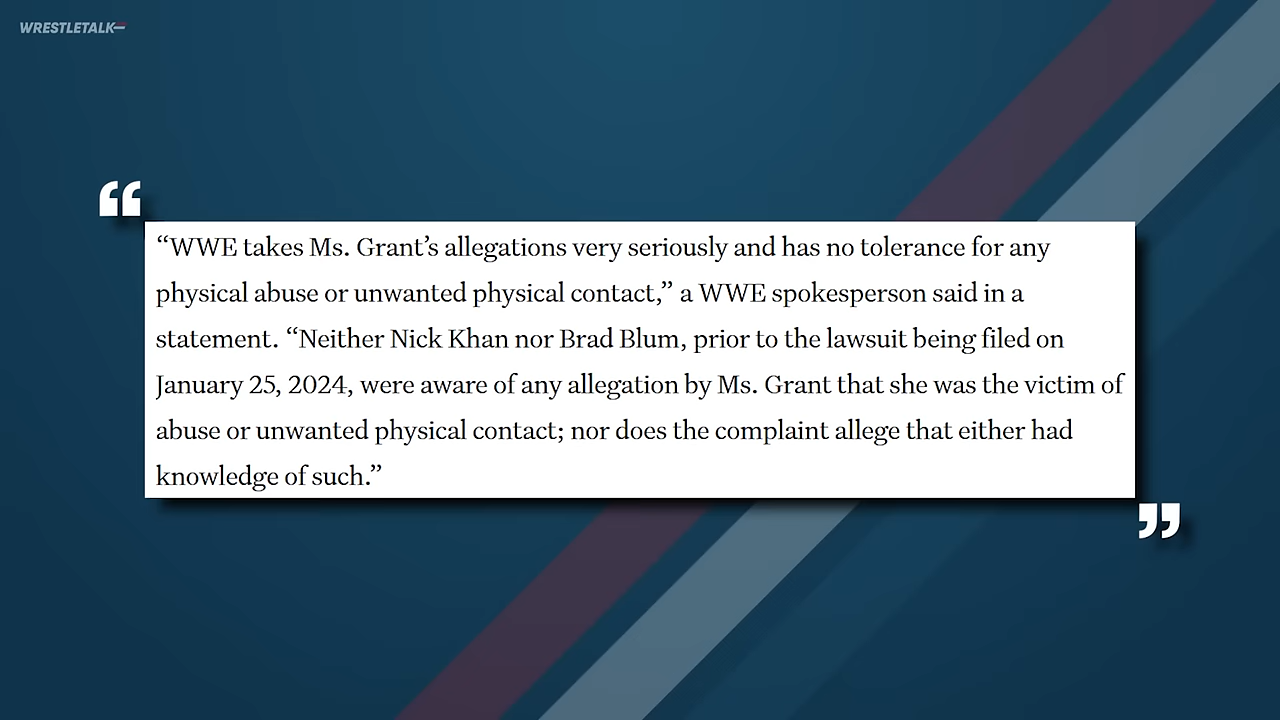 WRESTLETALK
“
“WWE takes Ms. Grant’s allegations very seriously and has no tolerance for any
physical abuse or unwanted physical contact,” a WWE spokesperson said in a
statement. “Neither Nick Khan nor Brad Blum, prior to the lawsuit being filed on
January 25, 2024, were aware of any allegation by Ms. Grant that she was the victim of
abuse or unwanted physical contact; nor does the complaint allege that either had
knowledge of such.”
”